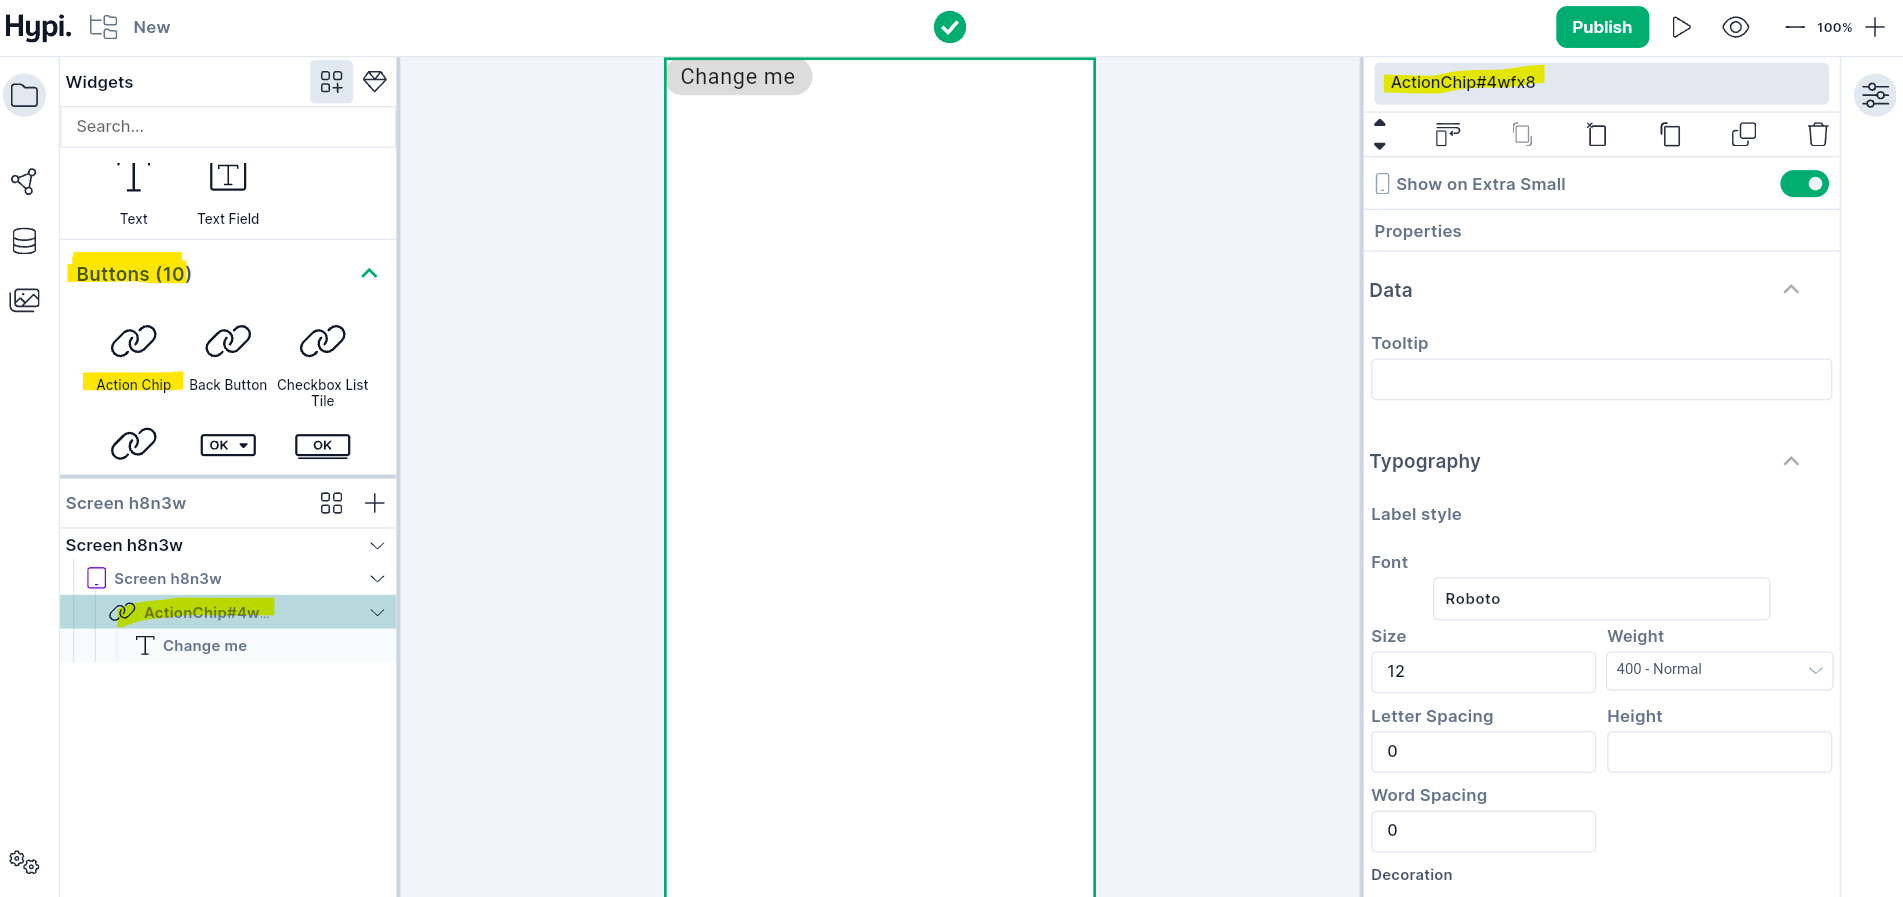 Hypi.
New
Publish
100%
Widgets
Search...
Text
Text Field
Buttons (10)
Action Chip
Back Button
Checkbox List
Tile
OK
OK
Screen h8n3w
Screen h8n3w
Screen h8n3w
ActionChip#4w...
Change me
Change me
ActionChip#4wfx8
Show on Extra Small
Properties
Data
Tooltip
Typography
Label style
Font
Roboto
Size
Weight
12
400 - Normal
Letter Spacing
Height
0
Word Spacing
0
Decoration